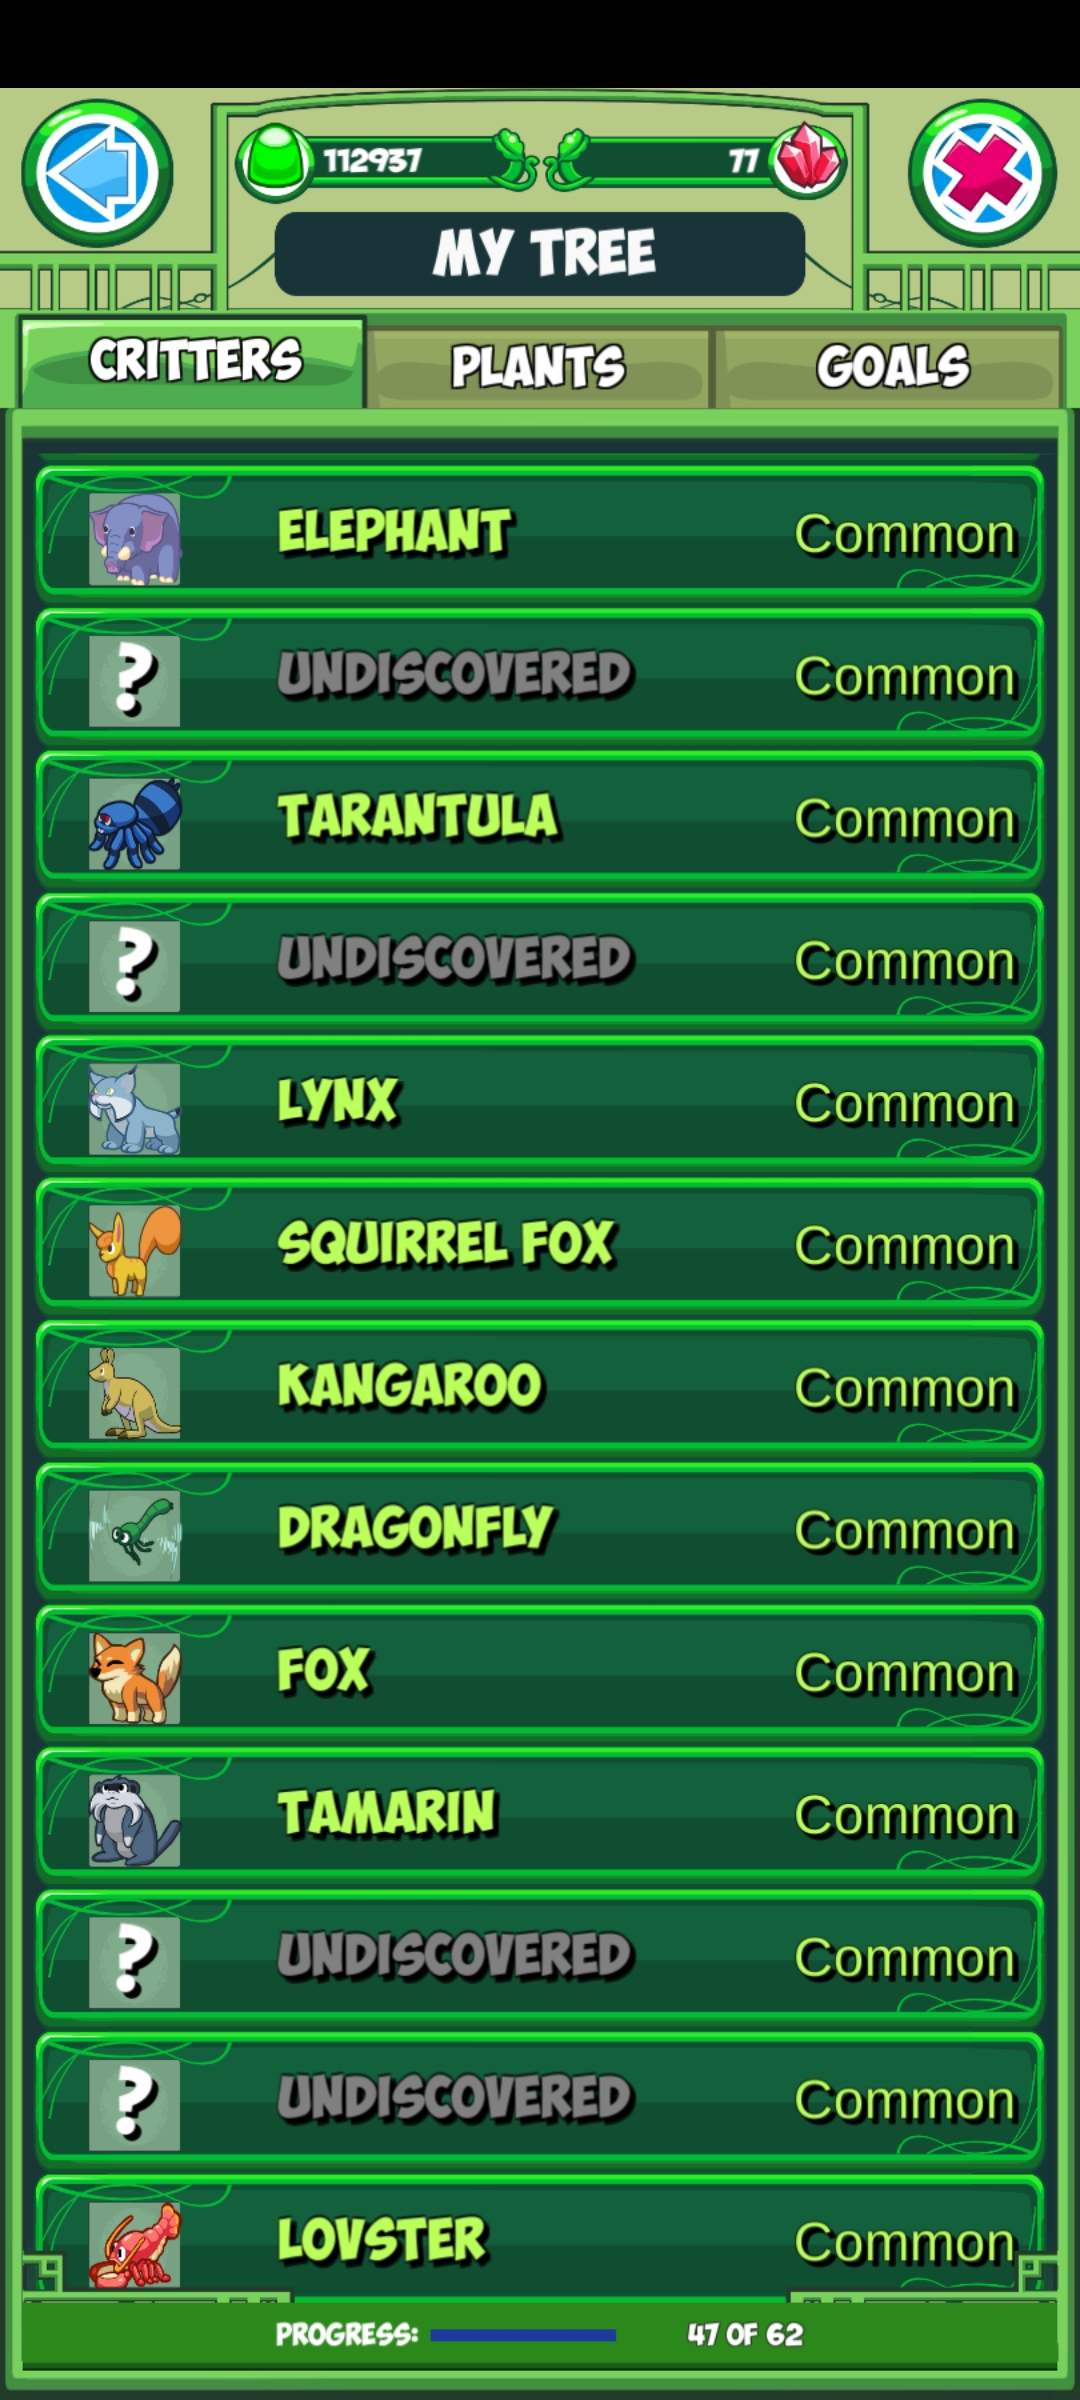 112937
77
MY TREE
CRITTERS PLANTS GOALS
ELEPHANT Common
? UNDISCOVERED Common
TARANTULA Common
? UNDISCOVERED Common
LYNX Common
SQUIRREL FOX Common
KANGAROO Common
DRAGONFLY Common
FOX Common
TAMARIN Common
? UNDISCOVERED Common
? UNDISCOVERED Common
LOVSTER Common
PROGRESS: 47 OF 62